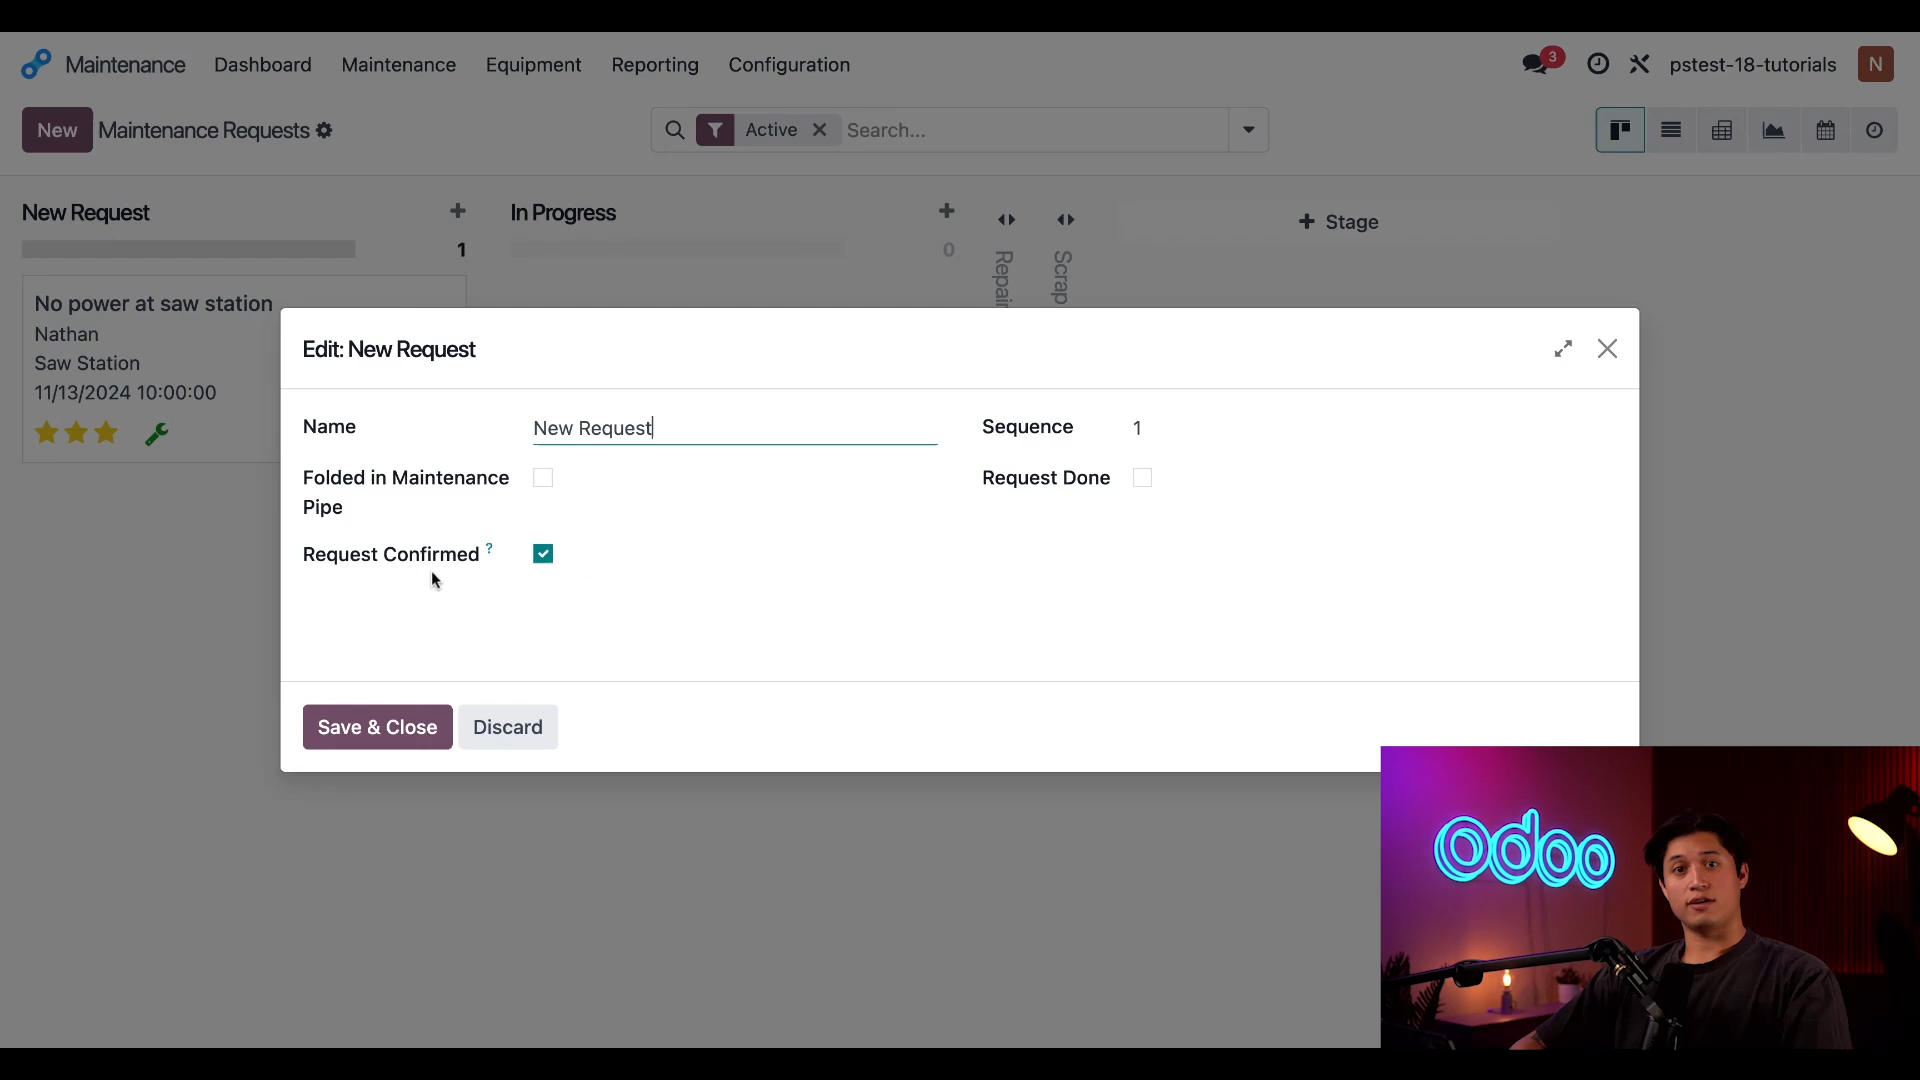 Maintenance Dashboard Maintenance Equipment Reporting Configuration 3 pstest-18-tutorials N
New Maintenance Requests Active Search...
New Request In Progress + Stage
1 0
Repair
Scrap
No power at saw station
Nathan
Saw Station
11/13/2024 10:00:00
Edit: New Request
Name New Request Sequence 1
Folded in Maintenance Request Done
Pipe
Request Confirmed ?
Save & Close Discard
odoo